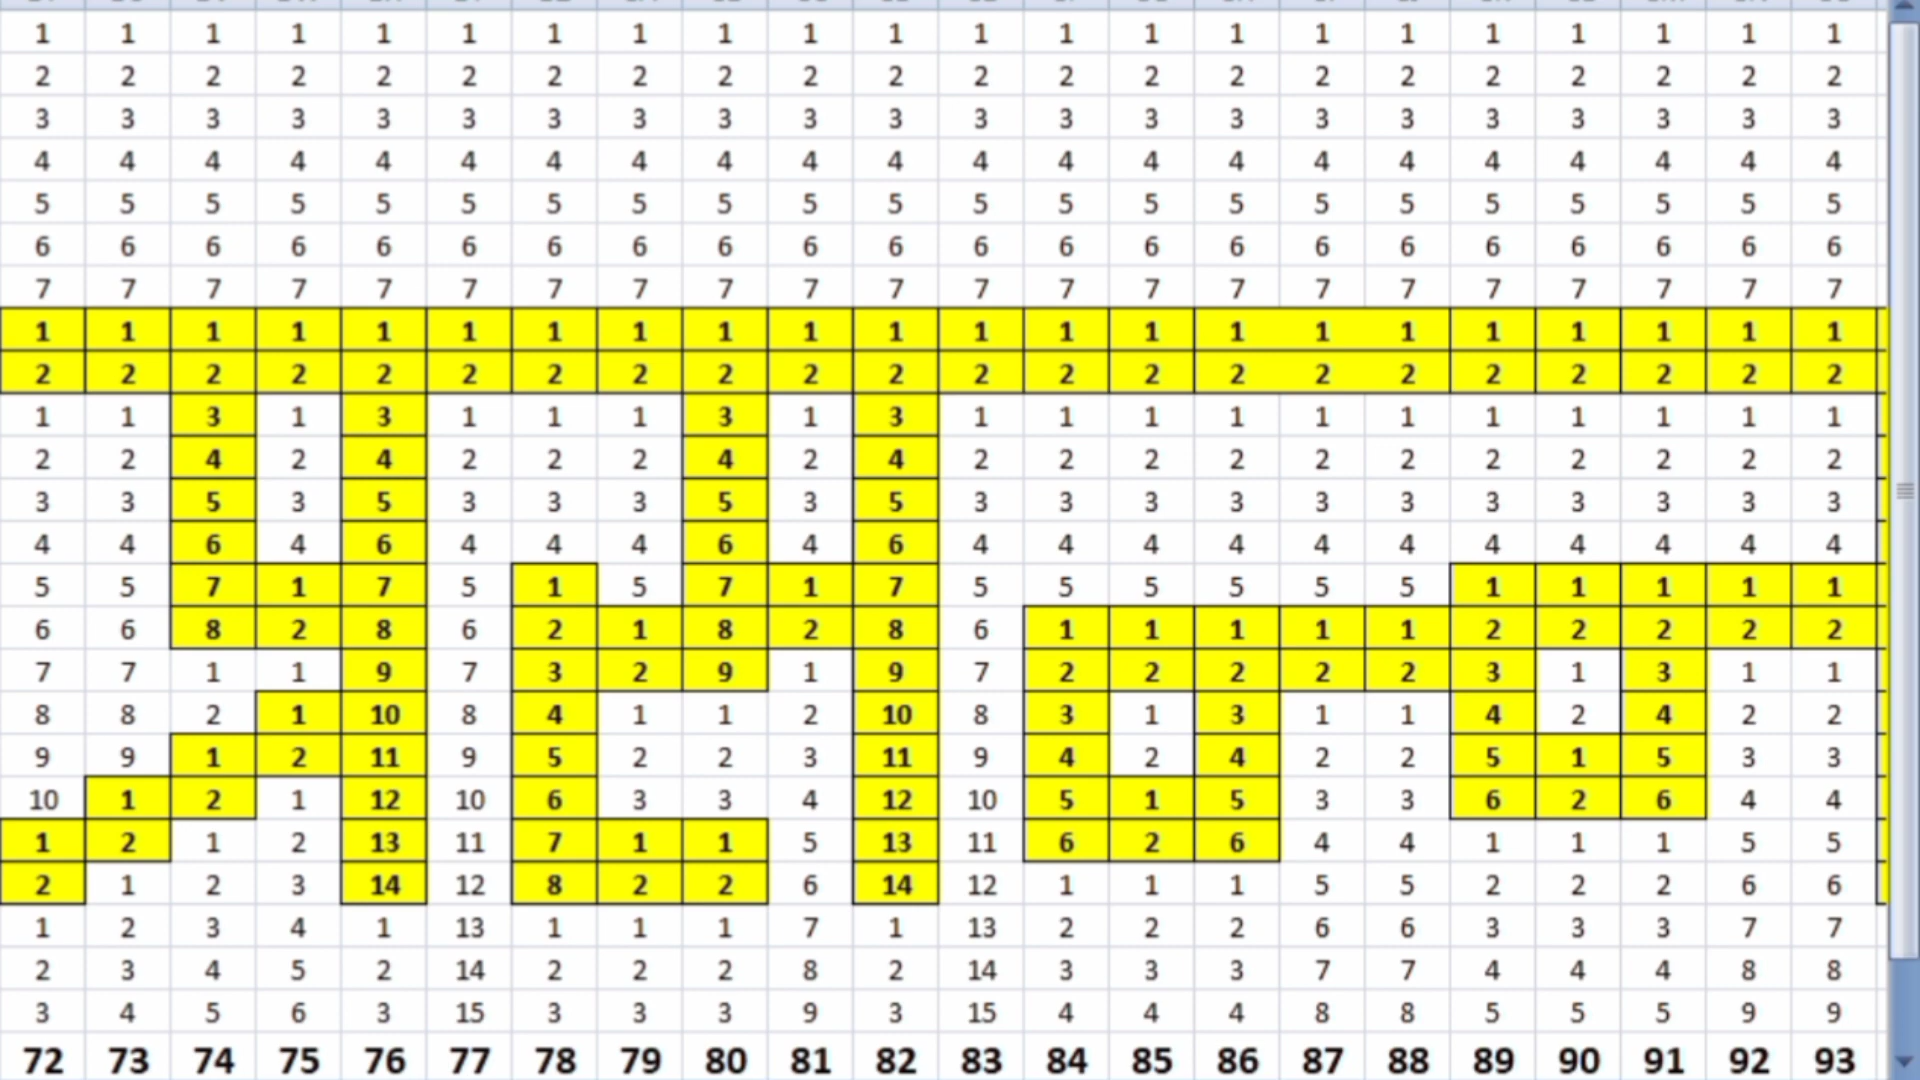 1 1 1 1 1 1 1 1 1 1 1 1 1 1 1 1 1 1 1 1 1 1
2 2 2 2 2 2 2 2 2 2 2 2 2 2 2 2 2 2 2 2 2 2
3 3 3 3 3 3 3 3 3 3 3 3 3 3 3 3 3 3 3 3 3 3
4 4 4 4 4 4 4 4 4 4 4 4 4 4 4 4 4 4 4 4 4 4
5 5 5 5 5 5 5 5 5 5 5 5 5 5 5 5 5 5 5 5 5 5
6 6 6 6 6 6 6 6 6 6 6 6 6 6 6 6 6 6 6 6 6 6
7 7 7 7 7 7 7 7 7 7 7 7 7 7 7 7 7 7 7 7 7 7
1 1 1 1 1 1 1 1 1 1 1 1 1 1 1 1 1 1 1 1 1 1
2 2 2 2 2 2 2 2 2 2 2 2 2 2 2 2 2 2 2 2 2 2
1 1 3 1 3 1 1 1 3 1 3 1 1 1 1 1 1 1 1 1 1 1
2 2 4 2 4 2 2 2 4 2 4 2 2 2 2 2 2 2 2 2 2 2
3 3 5 3 5 3 3 3 5 3 5 3 3 3 3 3 3 3 3 3 3 3
4 4 6 4 6 4 4 4 6 4 6 4 4 4 4 4 4 4 4 4 4 4
5 5 7 1 7 5 1 5 7 1 7 5 5 5 5 5 5 1 1 1 1 1
6 6 8 2 8 6 2 1 8 2 8 6 1 1 1 1 1 2 2 2 2 2
7 7 1 1 9 7 3 2 9 1 9 7 2 2 2 2 2 3 1 3 1 1
8 8 2 1 10 8 4 1 1 2 10 8 3 1 3 1 1 4 2 4 2 2
9 9 1 2 11 9 5 2 2 3 11 9 4 2 4 2 2 5 1 5 3 3
10 1 2 1 12 10 6 3 3 4 12 10 5 1 5 3 3 6 2 6 4 4
1 2 1 2 13 11 7 1 1 5 13 11 6 2 6 4 4 1 1 1 5 5
2 1 2 3 14 12 8 2 2 6 14 12 1 1 1 5 5 2 2 2 6 6
1 2 3 4 1 13 1 1 1 7 1 13 2 2 2 6 6 3 3 3 7 7
2 3 4 5 2 14 2 2 2 8 2 14 3 3 3 7 7 4 4 4 8 8
3 4 5 6 3 15 3 3 3 9 3 15 4 4 4 8 8 5 5 5 9 9
72 73 74 75 76 77 78 79 80 81 82 83 84 85 86 87 88 89 90 91 92 93